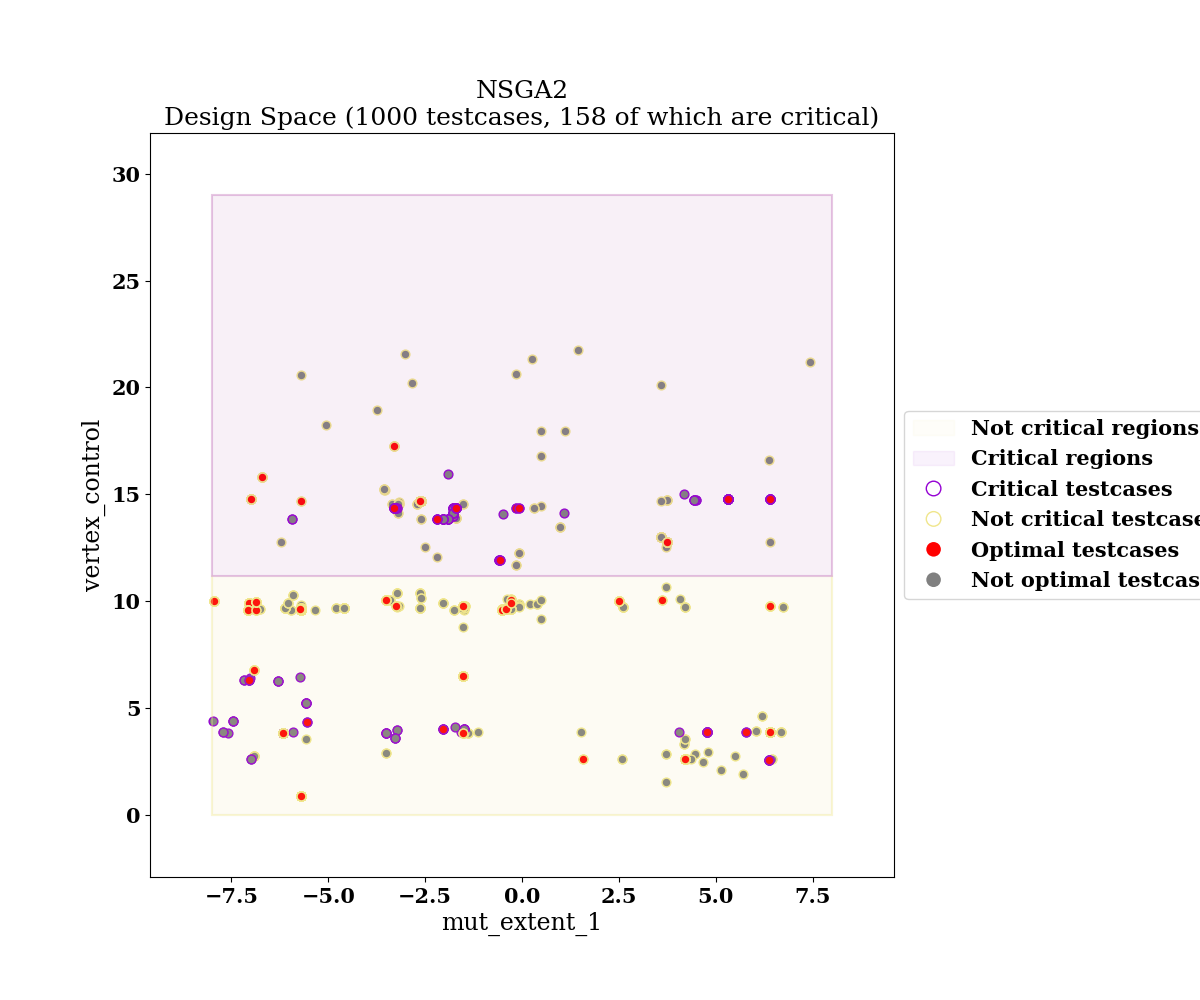 NSGA2
Design Space (1000 testcases, 158 of which are critical)
30
25
20
15
10
5
0
vertex_control
−7.5 −5.0 −2.5 0.0 2.5 5.0 7.5
mut_extent_1
Not critical regions
Critical regions
Critical testcases
Not critical testcase
Optimal testcases
Not optimal testcas